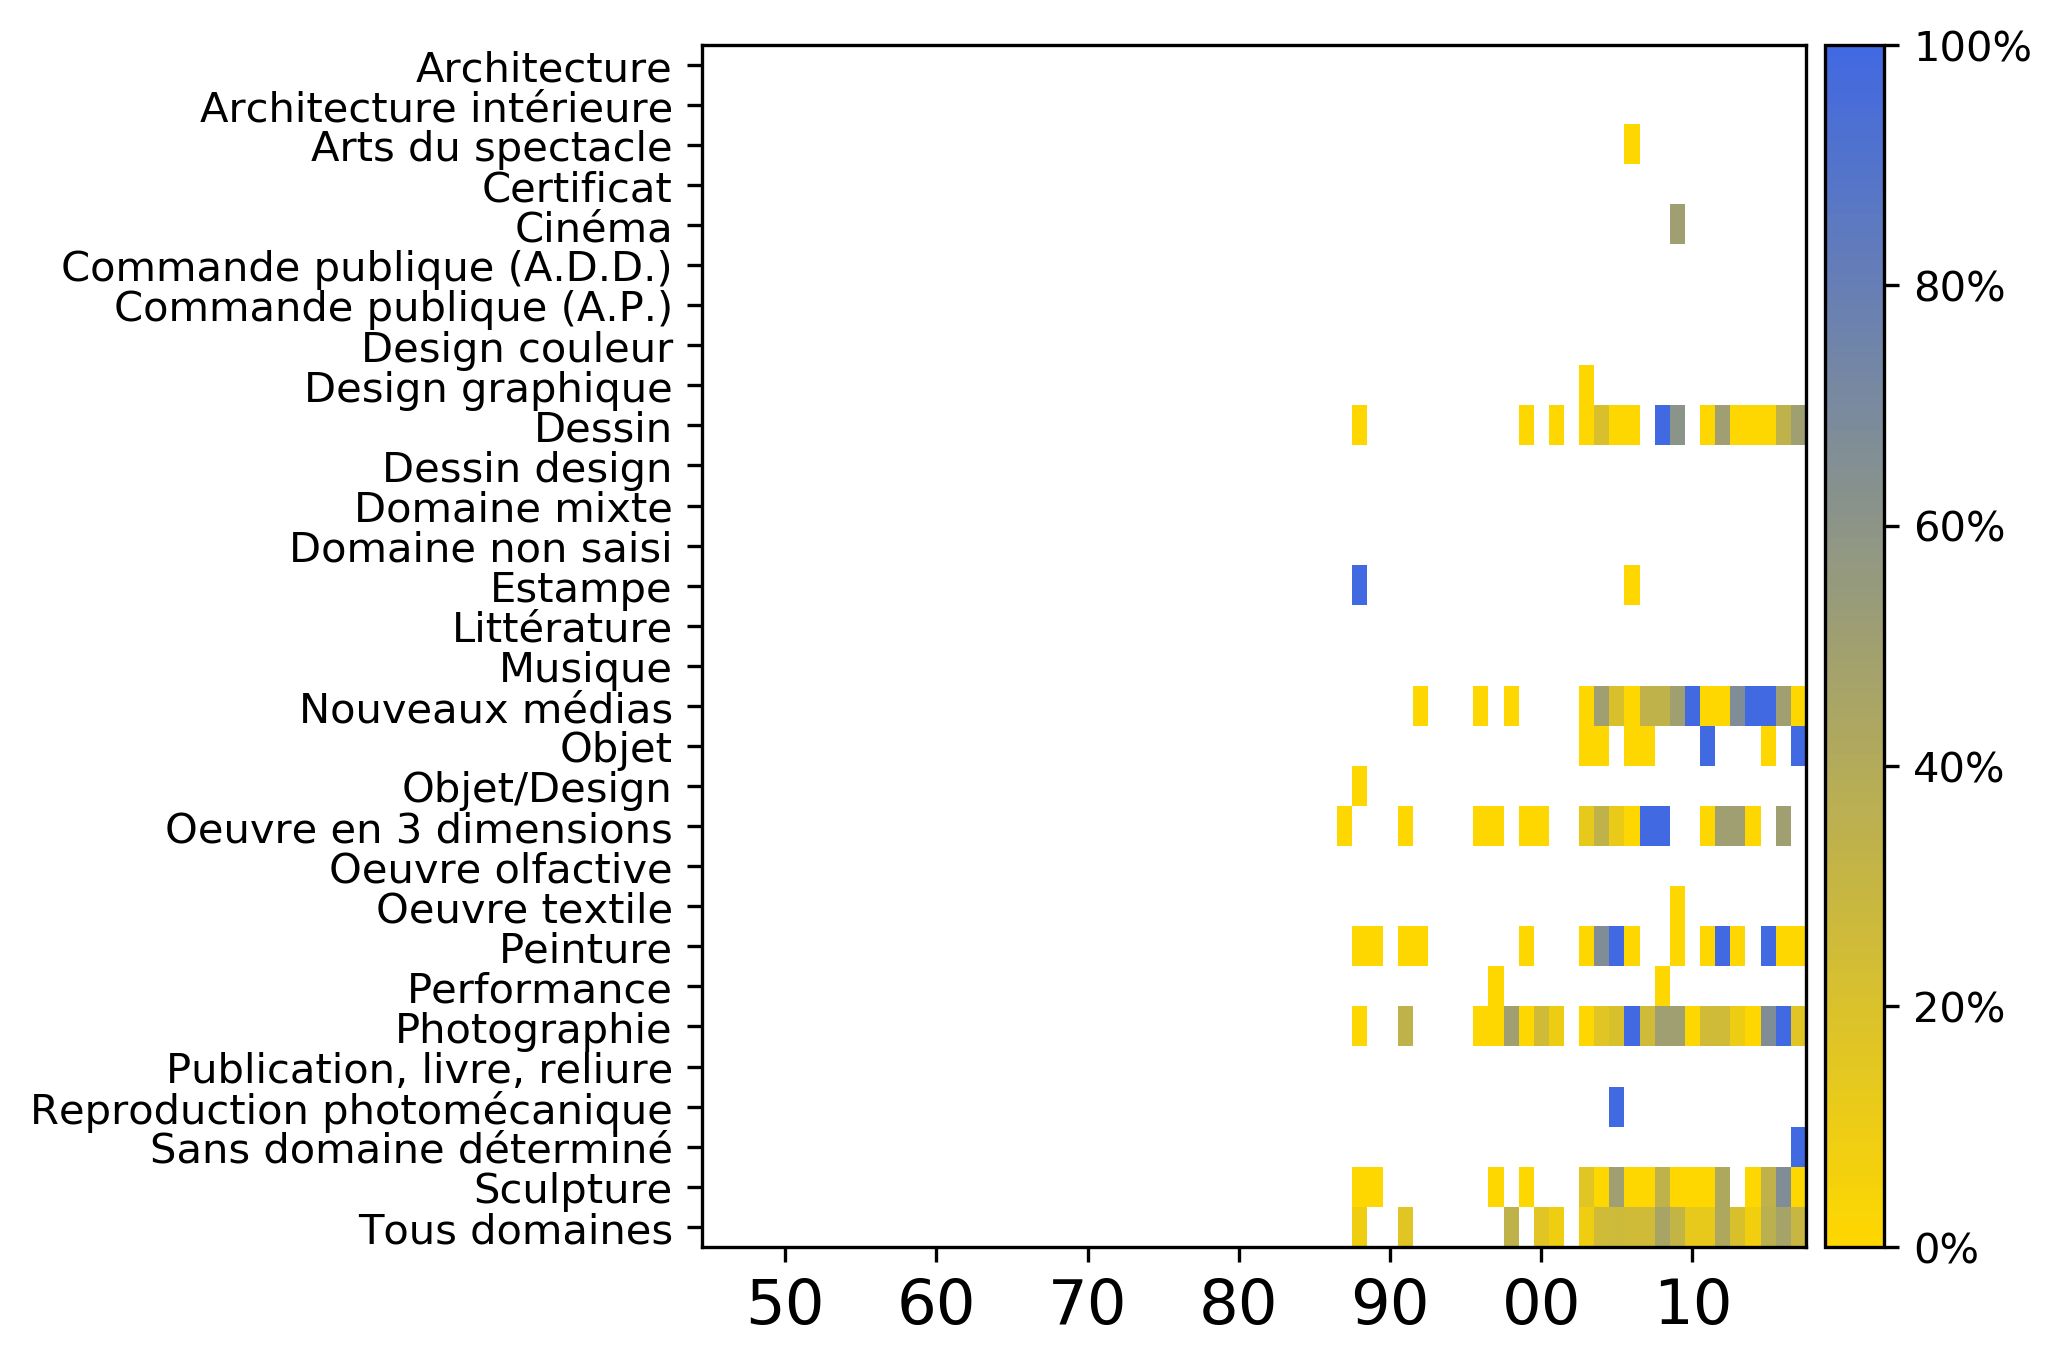 Architecture
Architecture intérieure
Arts du spectacle
Certificat
Cinéma
Commande publique (A.D.D.)
Commande publique (A.P.)
Design couleur
Design graphique
Dessin
Dessin design
Domaine mixte
Domaine non saisi
Estampe
Littérature
Musique
Nouveaux médias
Objet
Objet/Design
Oeuvre en 3 dimensions
Oeuvre olfactive
Oeuvre textile
Peinture
Performance
Photographie
Publication, livre, reliure
Reproduction photomécanique
Sans domaine déterminé
Sculpture
Tous domaines
50 60 70 80 90 00 10
100%
80%
60%
40%
20%
0%